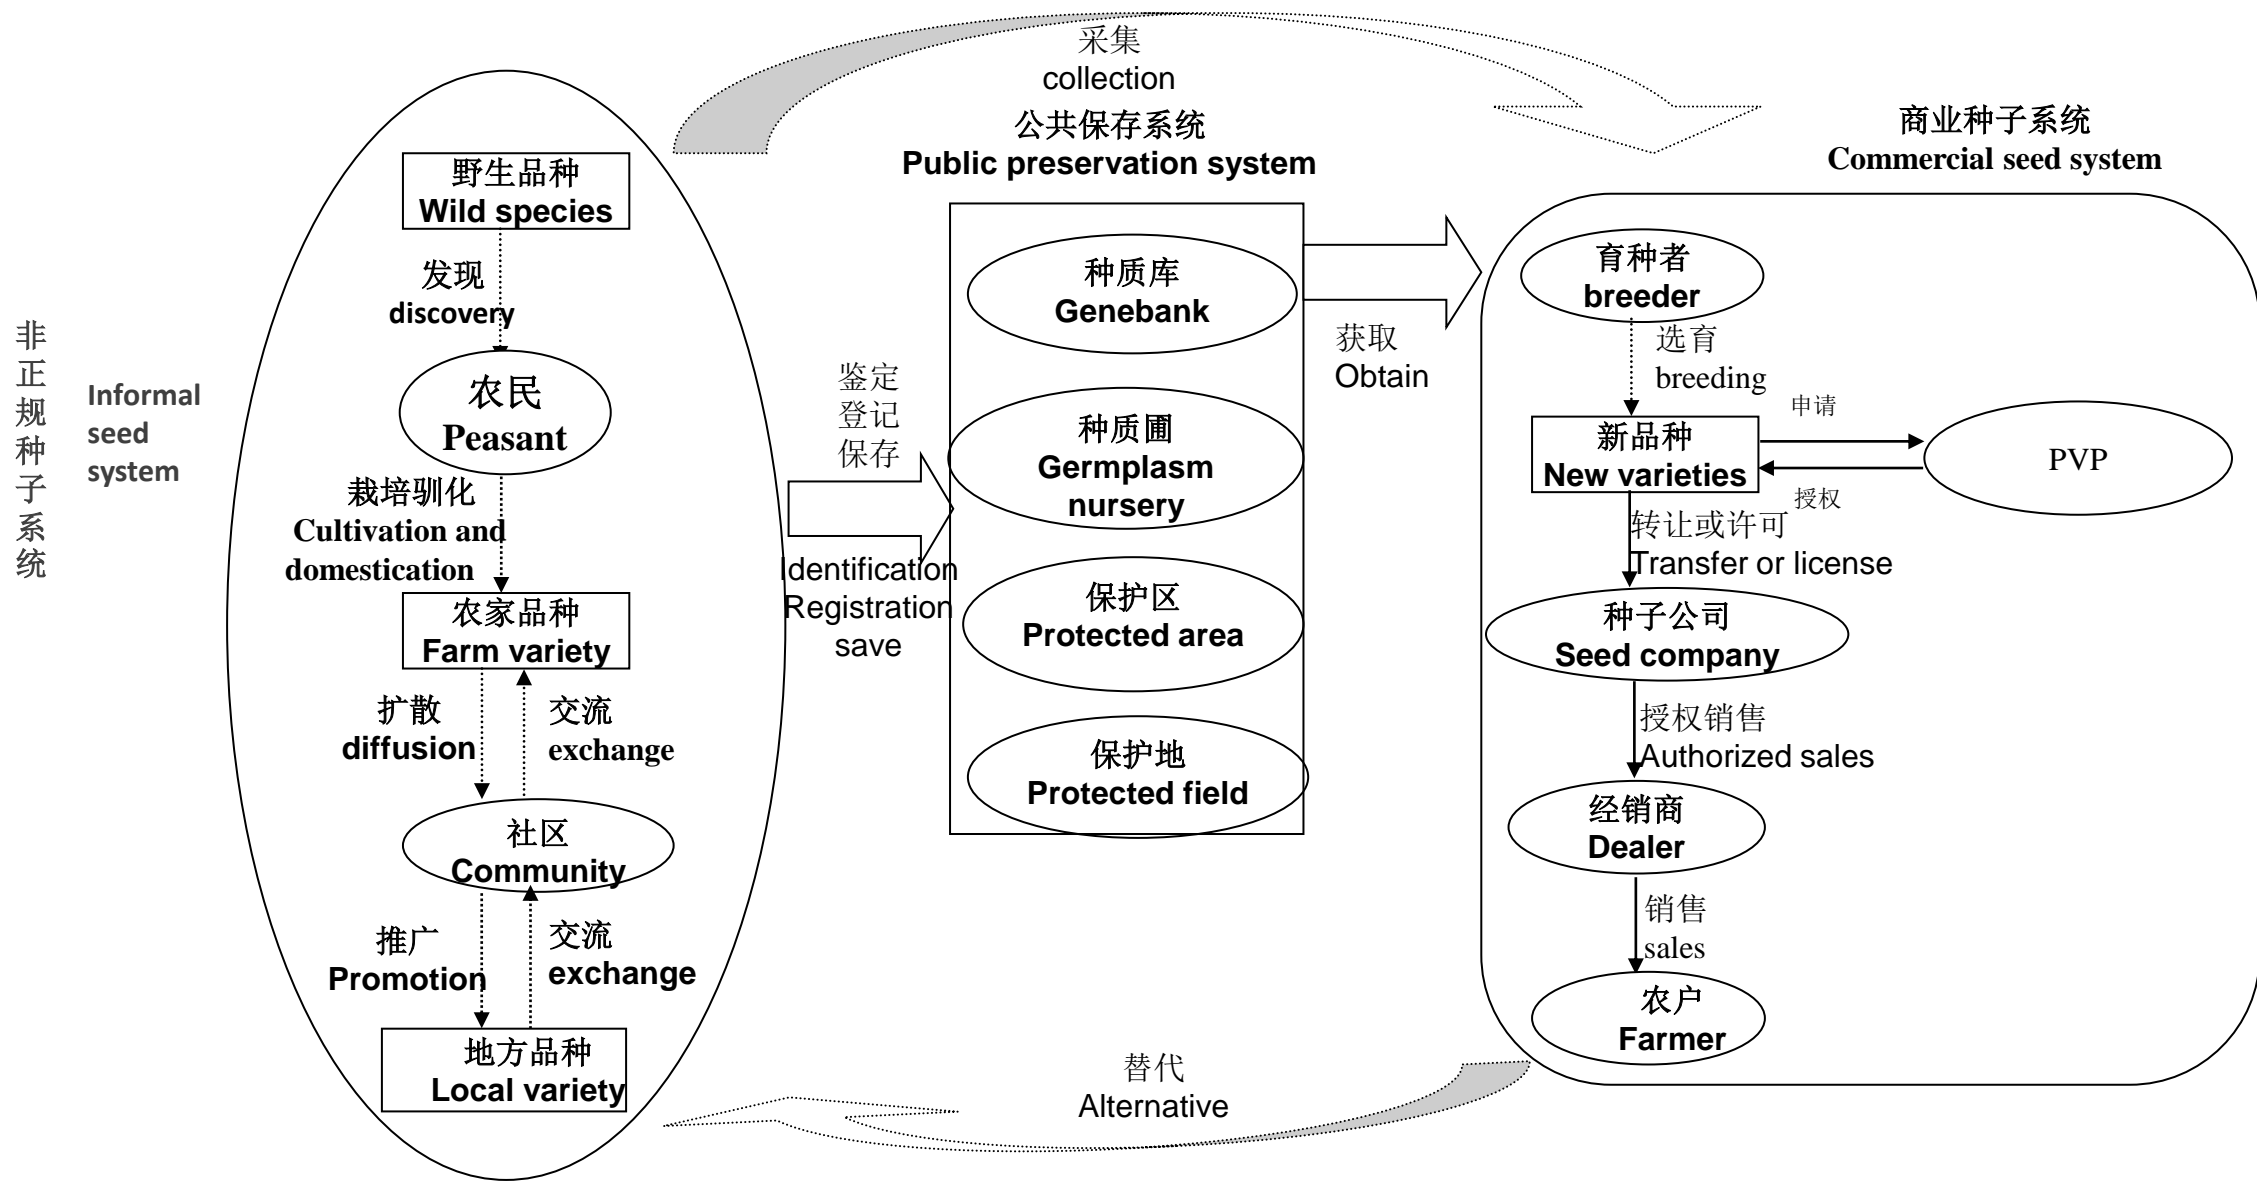 非
正
规
种
子
系
统
Informal
seed
system
野生品种
Wild species
发现
discovery
农民
Peasant
栽培驯化
Cultivation and
domestication
农家品种
Farm variety
扩散
diffusion
交流
exchange
社区
Community
推广
Promotion
交流
exchange
地方品种
Local variety
采集
collection
公共保存系统
Public preservation system
鉴定
登记
保存
Identification
Registration
save
种质库
Genebank
种质圃
Germplasm
nursery
保护区
Protected area
保护地
Protected field
获取
Obtain
替代
Alternative
商业种子系统
Commercial seed system
育种者
breeder
选育
breeding
新品种
New varieties
申请
授权
PVP
转让或许可
Transfer or license
种子公司
Seed company
授权销售
Authorized sales
经销商
Dealer
销售
sales
农户
Farmer